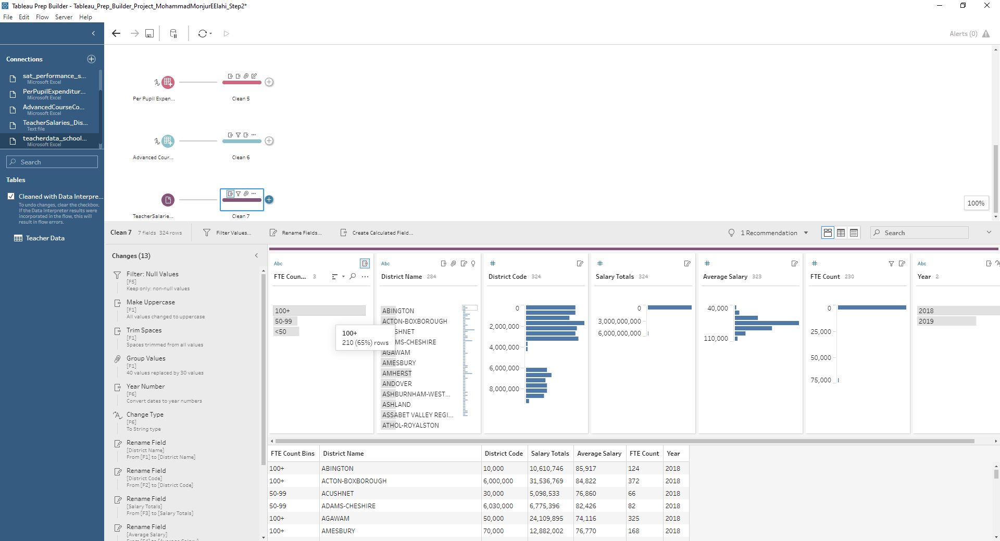 Tableau Prep Builder - Tableau_Prep_Builder_Project_MohammadMonjurEElahi_Step2*
File Edit Flow Server Help
Alerts (0)
Connections
sat_performance_s...
Microsoft Excel
PerPupilExpenditur...
Microsoft Excel
AdvancedCourseCo...
Microsoft Excel
TeacherSalaries_Dis...
Text file
teacherdata_school...
Microsoft Excel
Search
Tables
Cleaned with Data Interpre...
To undo changes, clear the checkbox.
If the Data Interpreter results were
incorporated in the flow, this will
result in flow errors.
Teacher Data
Per Pupil Expen...
Clean 5
Advanced Cour...
Clean 6
TeacherSalarie...
Clean 7
100%
Clean 7 7 fields 324 rows
Filter Values...
Rename Fields...
Create Calculated Field...
1 Recommendation
Search
Changes (13)
Filter: Null Values
[F5]
Keep only: non-null values
Make Uppercase
[F1]
All values changed to uppercase
Trim Spaces
[F1]
Spaces trimmed from all values
Group Values
[F1]
40 values replaced by 30 values
Year Number
[F6]
Convert dates to year numbers
Change Type
[F6]
To String type
Rename Field
[District Name]
From [F1] to [District Name]
Rename Field
[District Code]
From [F2] to [District Code]
Rename Field
[Salary Totals]
From [F3] to [Salary Totals]
Rename Field
[Average Salary]
From [F4] to [Average Salary]
Abc
FTE Coun... 3
100+
50-99
<50
100+
210 (65%) rows
Abc
District Name 284
ABINGTON
ACTON-BOXBOROUGH
SHNET
MS-CHESHIRE
AGAWAM
AMESBURY
AMHERST
ANDOVER
ASHBURNHAM-WEST...
ASHLAND
ASSABET VALLEY REGI...
ATHOL-ROYALSTON
#
District Code 324
0
2,000,000
4,000,000
6,000,000
8,000,000
#
Salary Totals 324
0
3,000,000,000
6,000,000,000
#
Average Salary 323
40,000
110,000
#
FTE Count 230
0
25,000
50,000
75,000
Abc
Year 2
2018
2019
FTE Count Bins District Name District Code Salary Totals Average Salary FTE Count Year
100+ ABINGTON 10,000 10,610,746 85,917 124 2018
100+ ACTON-BOXBOROUGH 6,000,000 31,536,769 84,822 372 2018
50-99 ACUSHNET 30,000 5,098,533 76,860 66 2018
50-99 ADAMS-CHESHIRE 6,030,000 6,775,396 82,426 82 2018
100+ AGAWAM 50,000 24,109,895 74,116 325 2018
100+ AMESBURY 70,000 12,882,002 76,770 168 2018